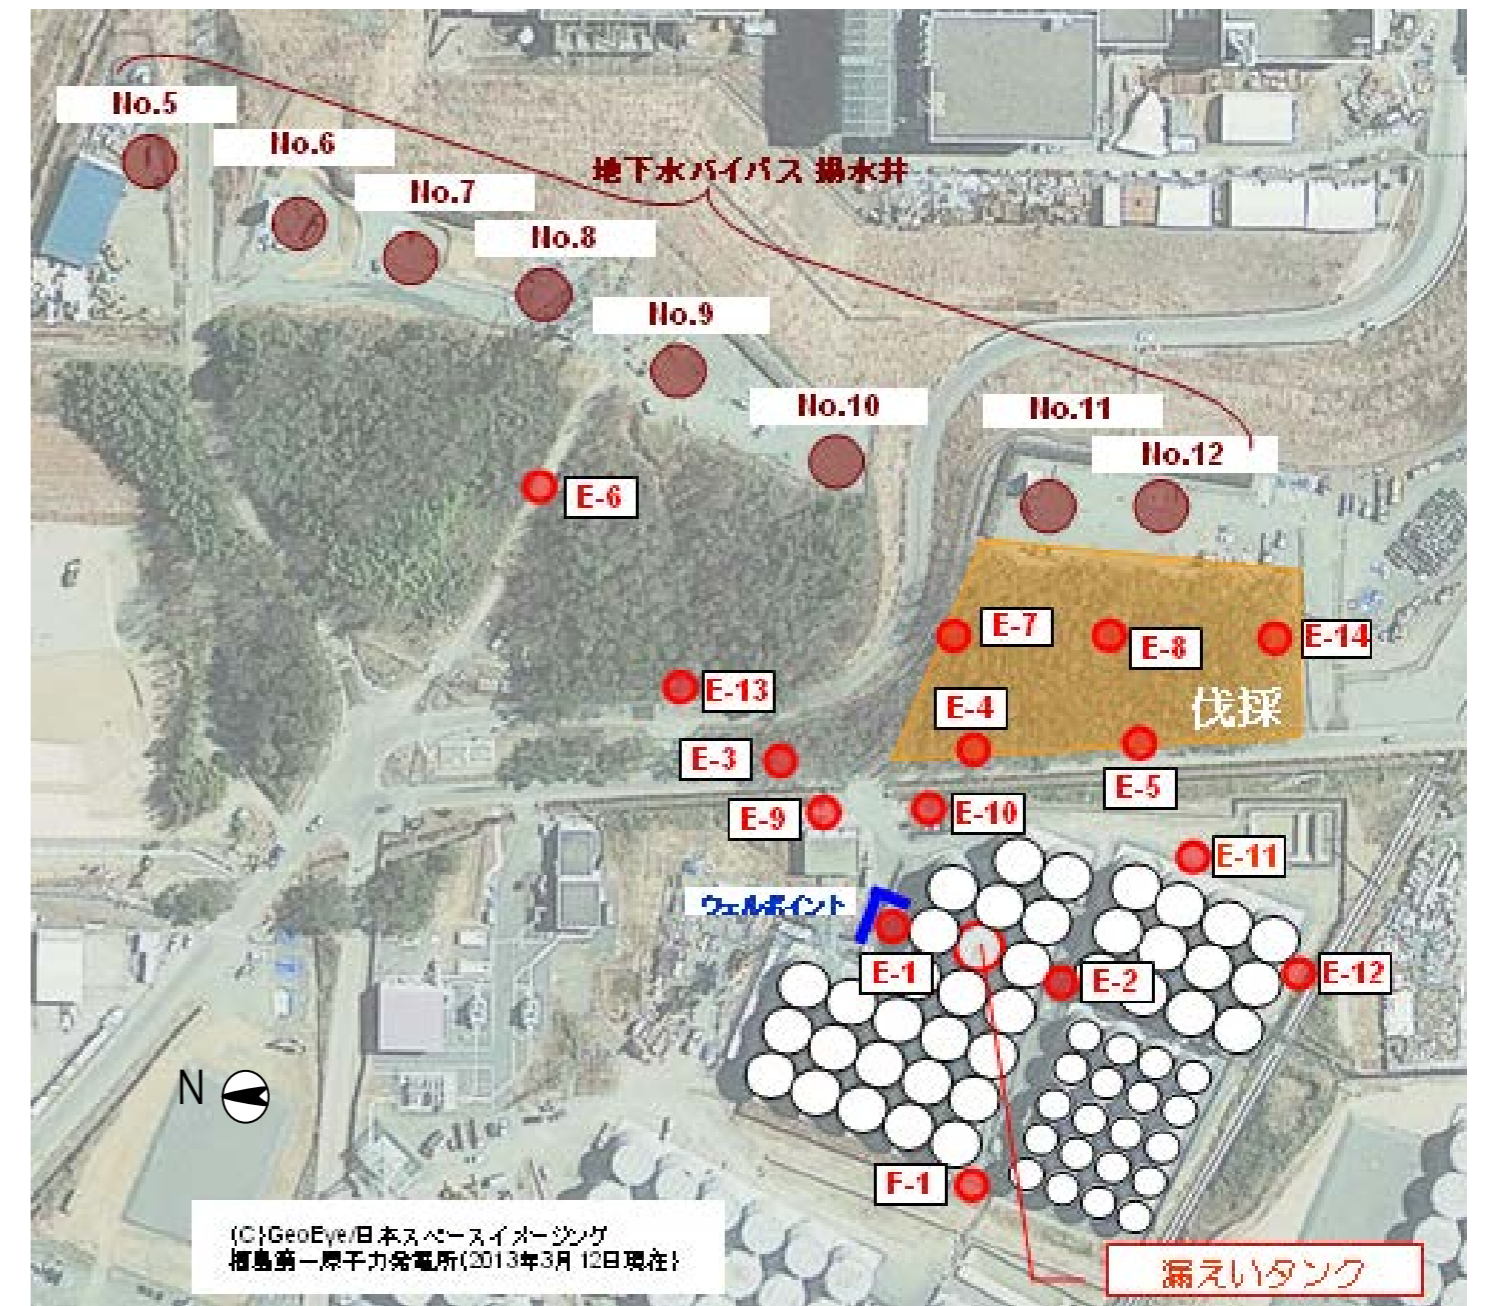 No.5
No.6
No.7
地下水バイパス 揚水井
No.8
No.9
No.10
No.11
No.12
E-6
E-7
E-8
E-14
E-13
E-4
伐採
E-3
E-5
E-9
E-10
E-11
ウェルポイント
E-1
E-2
E-12
N
F-1
(C)GeoEye/日本スペースイメージング
福島第一原子力発電所(2013年3月12日現在)
漏えいタンク